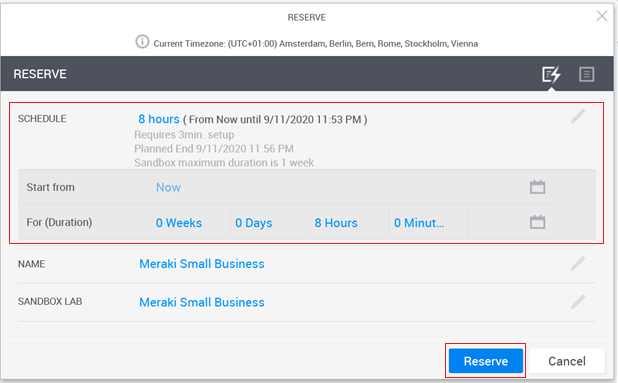 RESERVE
Current Timezone: (UTC+01:00) Amsterdam, Berlin, Bern, Rome, Stockholm, Vienna
RESERVE
SCHEDULE 8 hours ( From Now until 9/11/2020 11:53 PM )
Requires 3min. setup
Planned End 9/11/2020 11:56 PM
Sandbox maximum duration is 1 week
Start from Now
For (Duration) 0 Weeks 0 Days 8 Hours 0 Minut...
NAME Meraki Small Business
SANDBOX LAB Meraki Small Business
Reserve Cancel